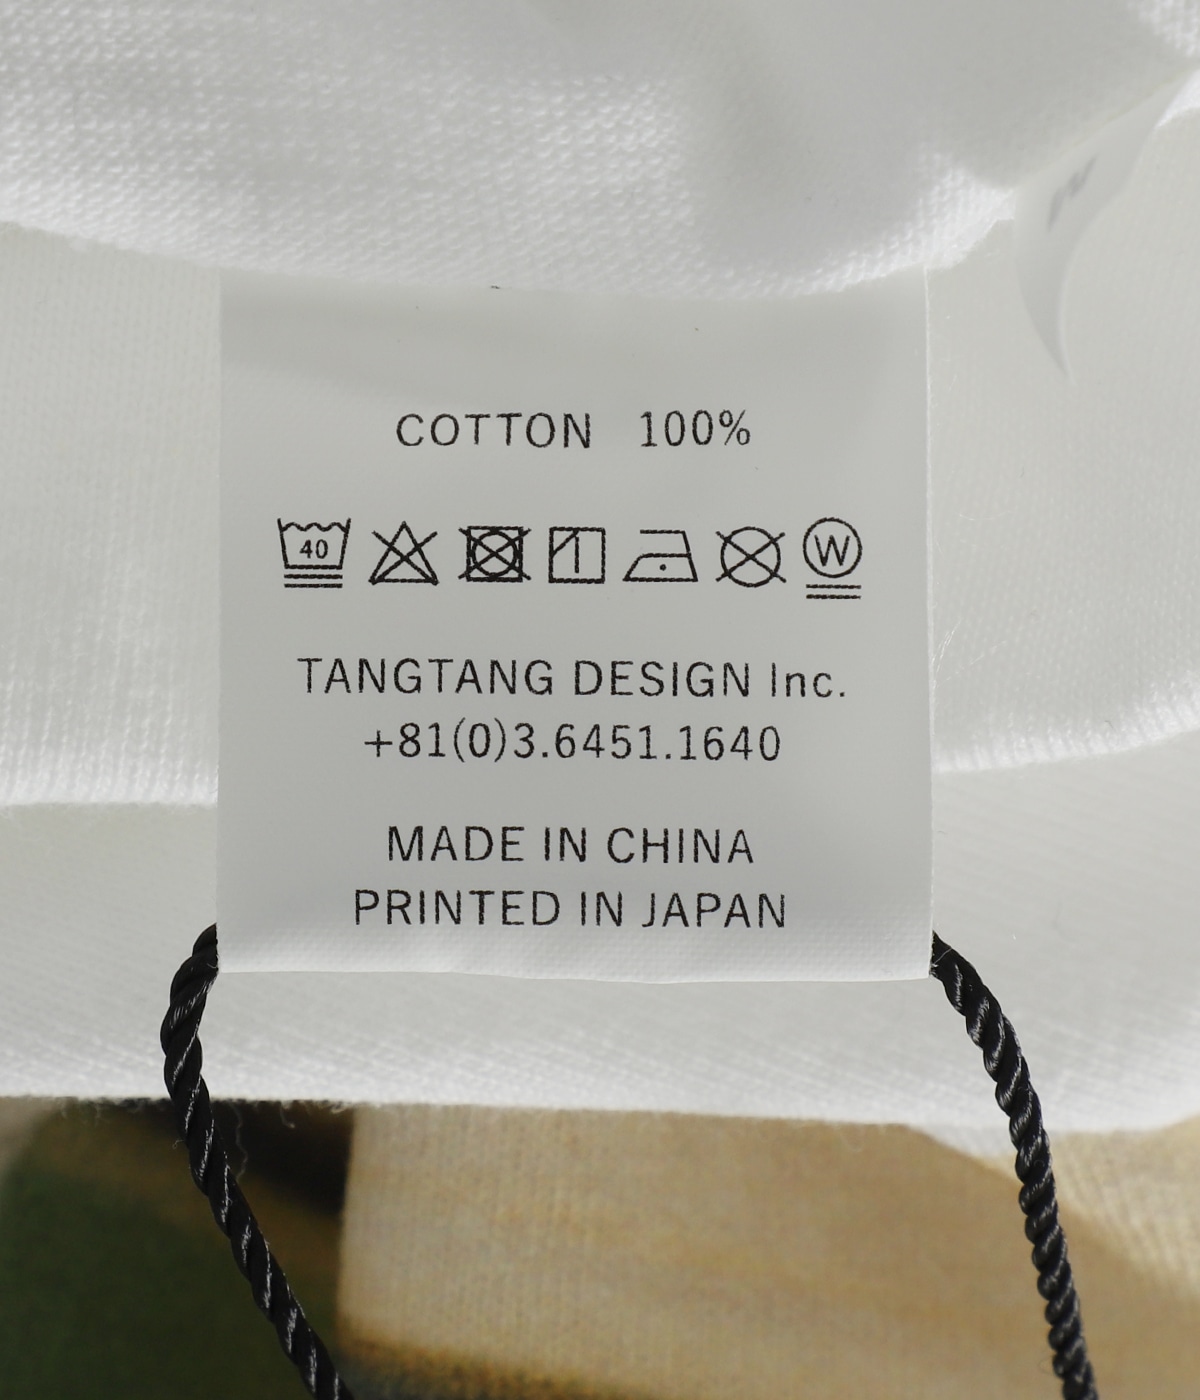 COTTON 100%
40 W
TANGTANG DESIGN Inc.
+81(0)3.6451.1640
MADE IN CHINA
PRINTED IN JAPAN